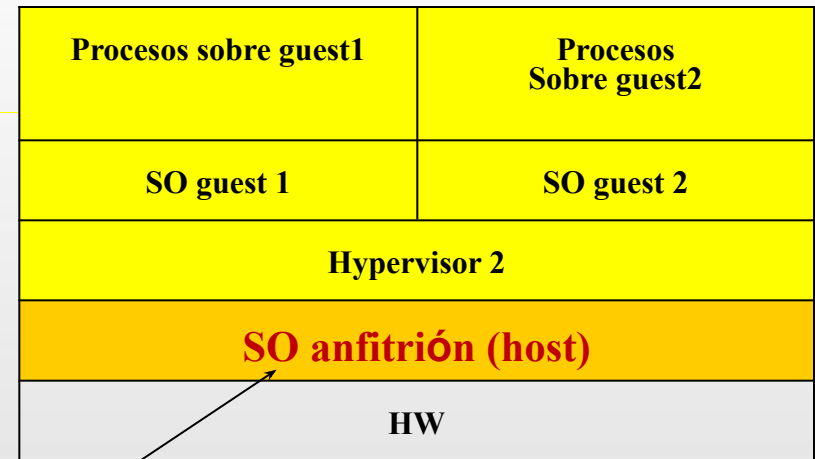 Procesos sobre guest1
Procesos
Sobre guest2
SO guest 1
SO guest 2
Hypervisor 2
SO anfitrión (host)
HW